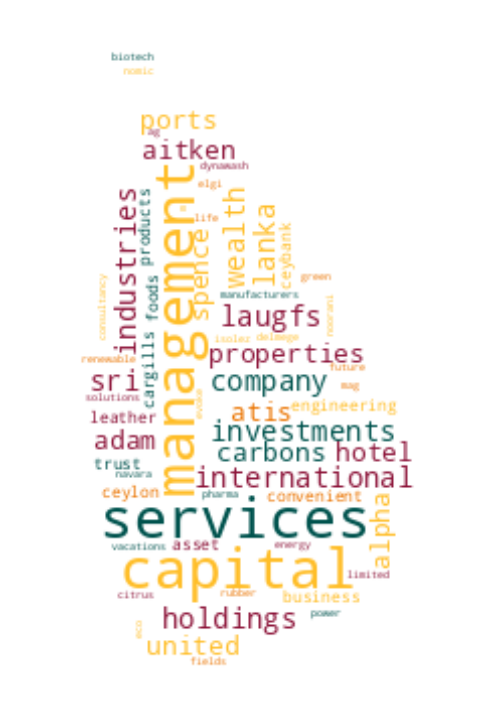 biotech
nomic
ports
ag
aitken
dynawash
management
elgi
industries
products
life
spence
wealth
lanka
ceybank
green
consultancy
cargills foods
manufacturers
laugfs
noorani
isolez
delmege
renewable
properties
future
sri
company
mag
solutions
evoke
atis
engineering
leather
investments
adam
carbons
hotel
trust
navara
international
ceylon
pharma
convenient
alpha
services
vacations
asset
energy
capital
limited
citrus
rubber
business
holdings
power
eco
united
fields